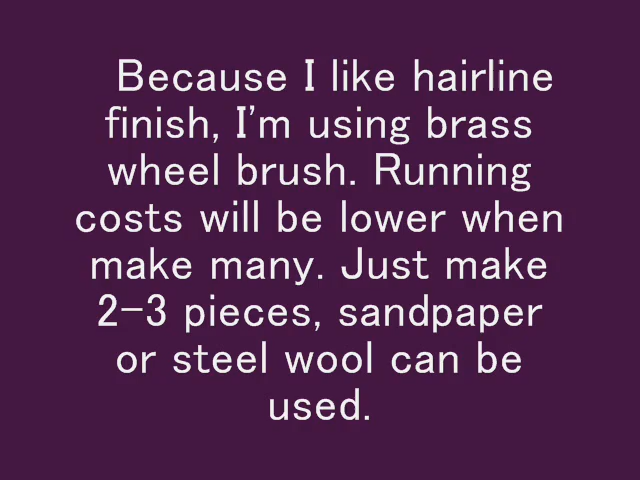 Because I like hairline
finish, I'm using brass
wheel brush. Running
costs will be lower when
make many. Just make
2-3 pieces, sandpaper
or steel wool can be
used.